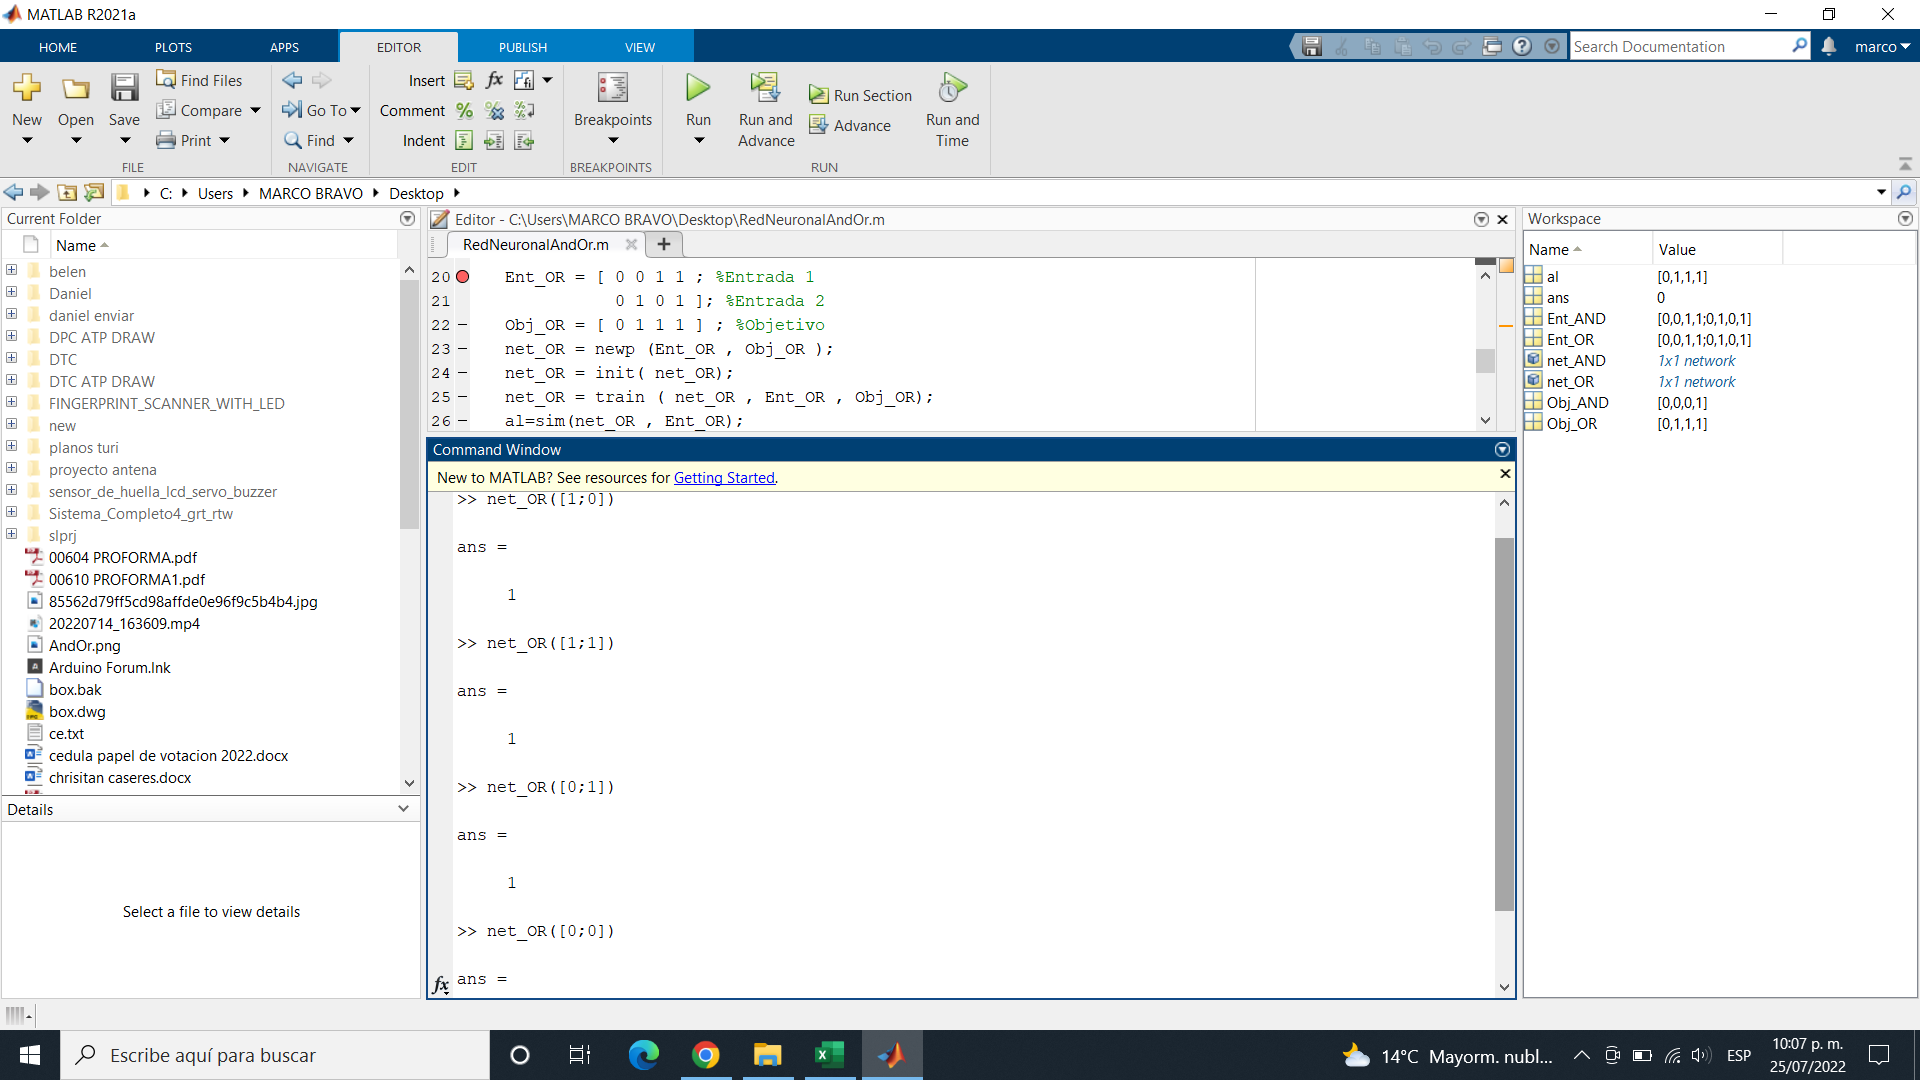 MATLAB R2021a
HOME PLOTS APPS EDITOR PUBLISH VIEW
Search Documentation
marco
New
Open
Save
Find Files
Compare
Print
FILE
Go To
Find
NAVIGATE
Insert
Comment
Indent
EDIT
Breakpoints
BREAKPOINTS
Run
Run and Advance
Run Section
Advance
Run and Time
RUN
C: Users MARCO BRAVO Desktop
Current Folder
Name
belen
Daniel
daniel enviar
DPC ATP DRAW
DTC
DTC ATP DRAW
FINGERPRINT_SCANNER_WITH_LED
new
planos turi
proyecto antena
sensor_de_huella_lcd_servo_buzzer
Sistema_Completo4_grt_rtw
slprj
00604 PROFORMA.pdf
00610 PROFORMA1.pdf
85562d79ff5cd98affde0e96f9c5b4b4.jpg
20220714_163609.mp4
AndOr.png
Arduino Forum.lnk
box.bak
box.dwg
ce.txt
cedula papel de votacion 2022.docx
chrisitan caseres.docx
Details
Select a file to view details
Editor - C:\Users\MARCO BRAVO\Desktop\RedNeuronalAndOr.m
RedNeuronalAndOr.m
20 Ent_OR = [ 0 0 1 1 ; %Entrada 1
21 0 1 0 1 ]; %Entrada 2
22 – Obj_OR = [ 0 1 1 1 ] ; %Objetivo
23 – net_OR = newp (Ent_OR , Obj_OR );
24 – net_OR = init( net_OR);
25 – net_OR = train ( net_OR , Ent_OR , Obj_OR);
26 – al=sim(net_OR , Ent_OR);
Command Window
New to MATLAB? See resources for Getting Started.
>> net_OR([1;0])
ans =
1
>> net_OR([1;1])
ans =
1
>> net_OR([0;1])
ans =
1
>> net_OR([0;0])
fx ans =
Workspace
Name Value
al [0,1,1,1]
ans 0
Ent_AND [0,0,1,1;0,1,0,1]
Ent_OR [0,0,1,1;0,1,0,1]
net_AND 1x1 network
net_OR 1x1 network
Obj_AND [0,0,0,1]
Obj_OR [0,1,1,1]
Escribe aquí para buscar
14°C Mayorm. nubl...
ESP
10:07 p. m.
25/07/2022